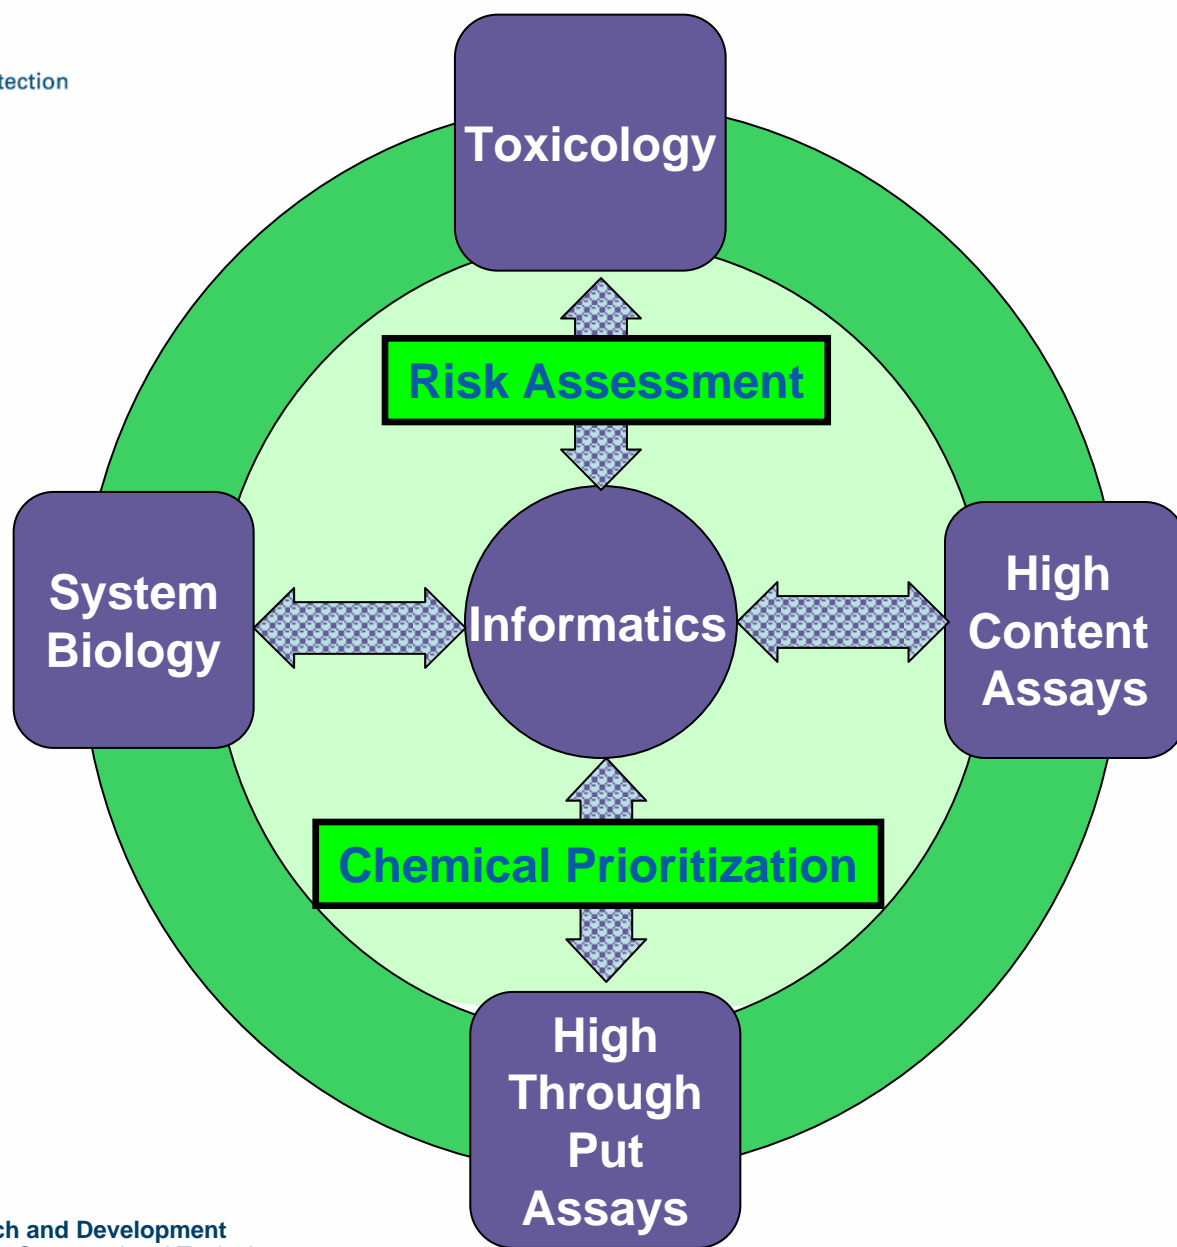 tection
Toxicology
Risk Assessment
System
Biology
Informatics
High
Content
Assays
Chemical Prioritization
High
Through
Put
Assays
ch and Development